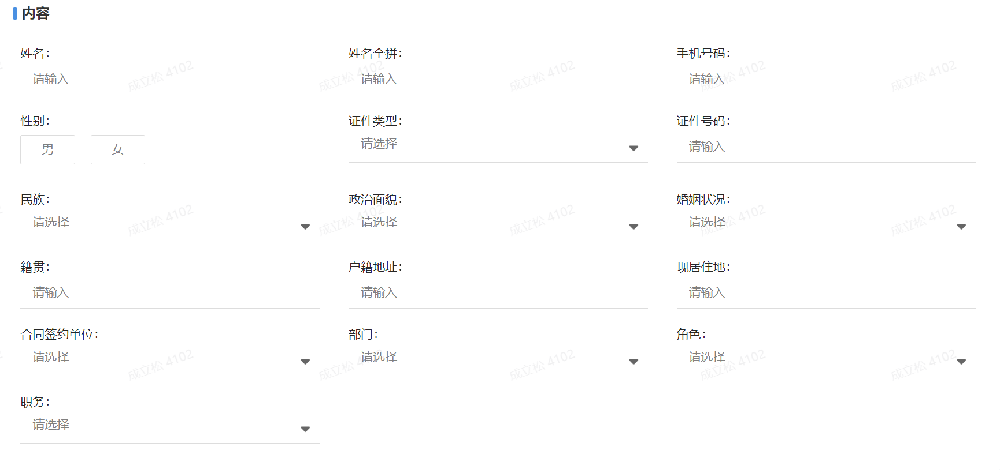 内容
姓名: 姓名全拼: 手机号码:
请输入 请输入 请输入
成立松 4102 成立松 4102 成立松 4102 成立松 4102 成立松 4102
性别: 证件类型: 证件号码:
男 女 请选择 请输入
民族: 政治面貌: 婚姻状况:
请选择 请选择 请选择
成立松 4102 成立松 4102 成立松 4102 成立松 4102 成立松 4102
籍贯: 户籍地址: 现居住地:
请输入 请输入 请输入
合同签约单位: 部门: 角色:
请选择 请选择 请选择
成立松 4102 成立松 4102 成立松 4102 成立松 4102 成立松 4102
职务:
请选择